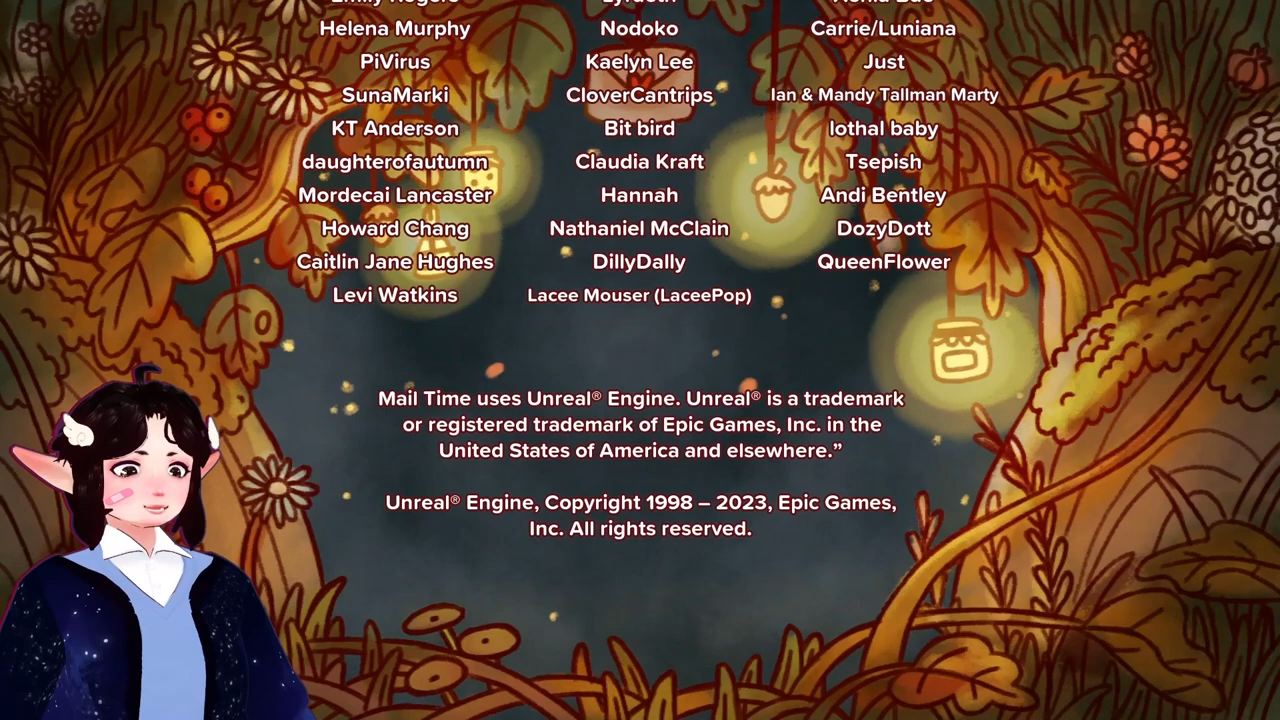 Helena Murphy Nodoko Carrie/Luniana
PiVirus Kaelyn Lee Just
SunaMarki CloverCantrips Ian & Mandy Tallman Marty
KT Anderson Bit bird lothal baby
daughterofautumn Claudia Kraft Tsepish
Mordecai Lancaster Hannah Andi Bentley
Howard Chang Nathaniel McClain DozyDott
Caitlin Jane Hughes DillyDally QueenFlower
Levi Watkins Lacee Mouser (LaceePop)
Mail Time uses Unreal® Engine. Unreal® is a trademark
or registered trademark of Epic Games, Inc. in the
United States of America and elsewhere.”
Unreal® Engine, Copyright 1998 – 2023, Epic Games,
Inc. All rights reserved.